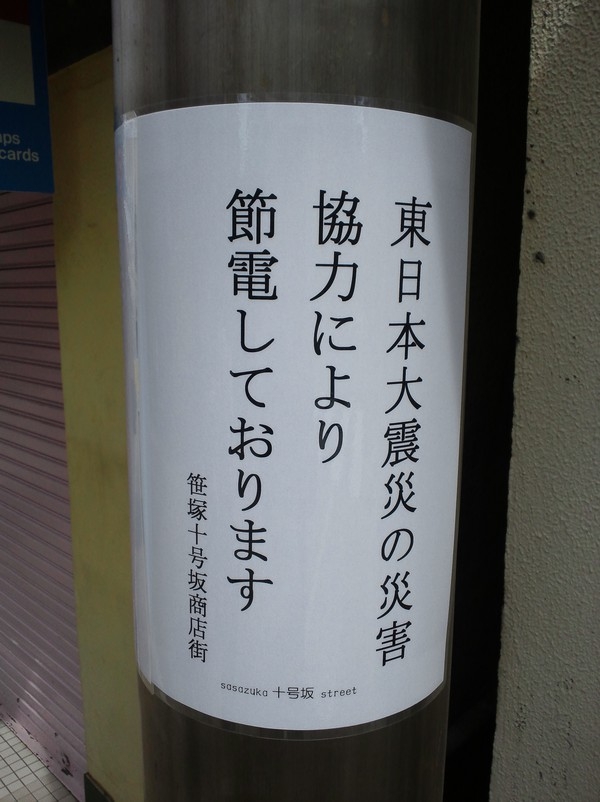 東日本大震災の災害
協力により
節電しております
笹塚十号坂商店街
sasazuka 十号坂 street
cards